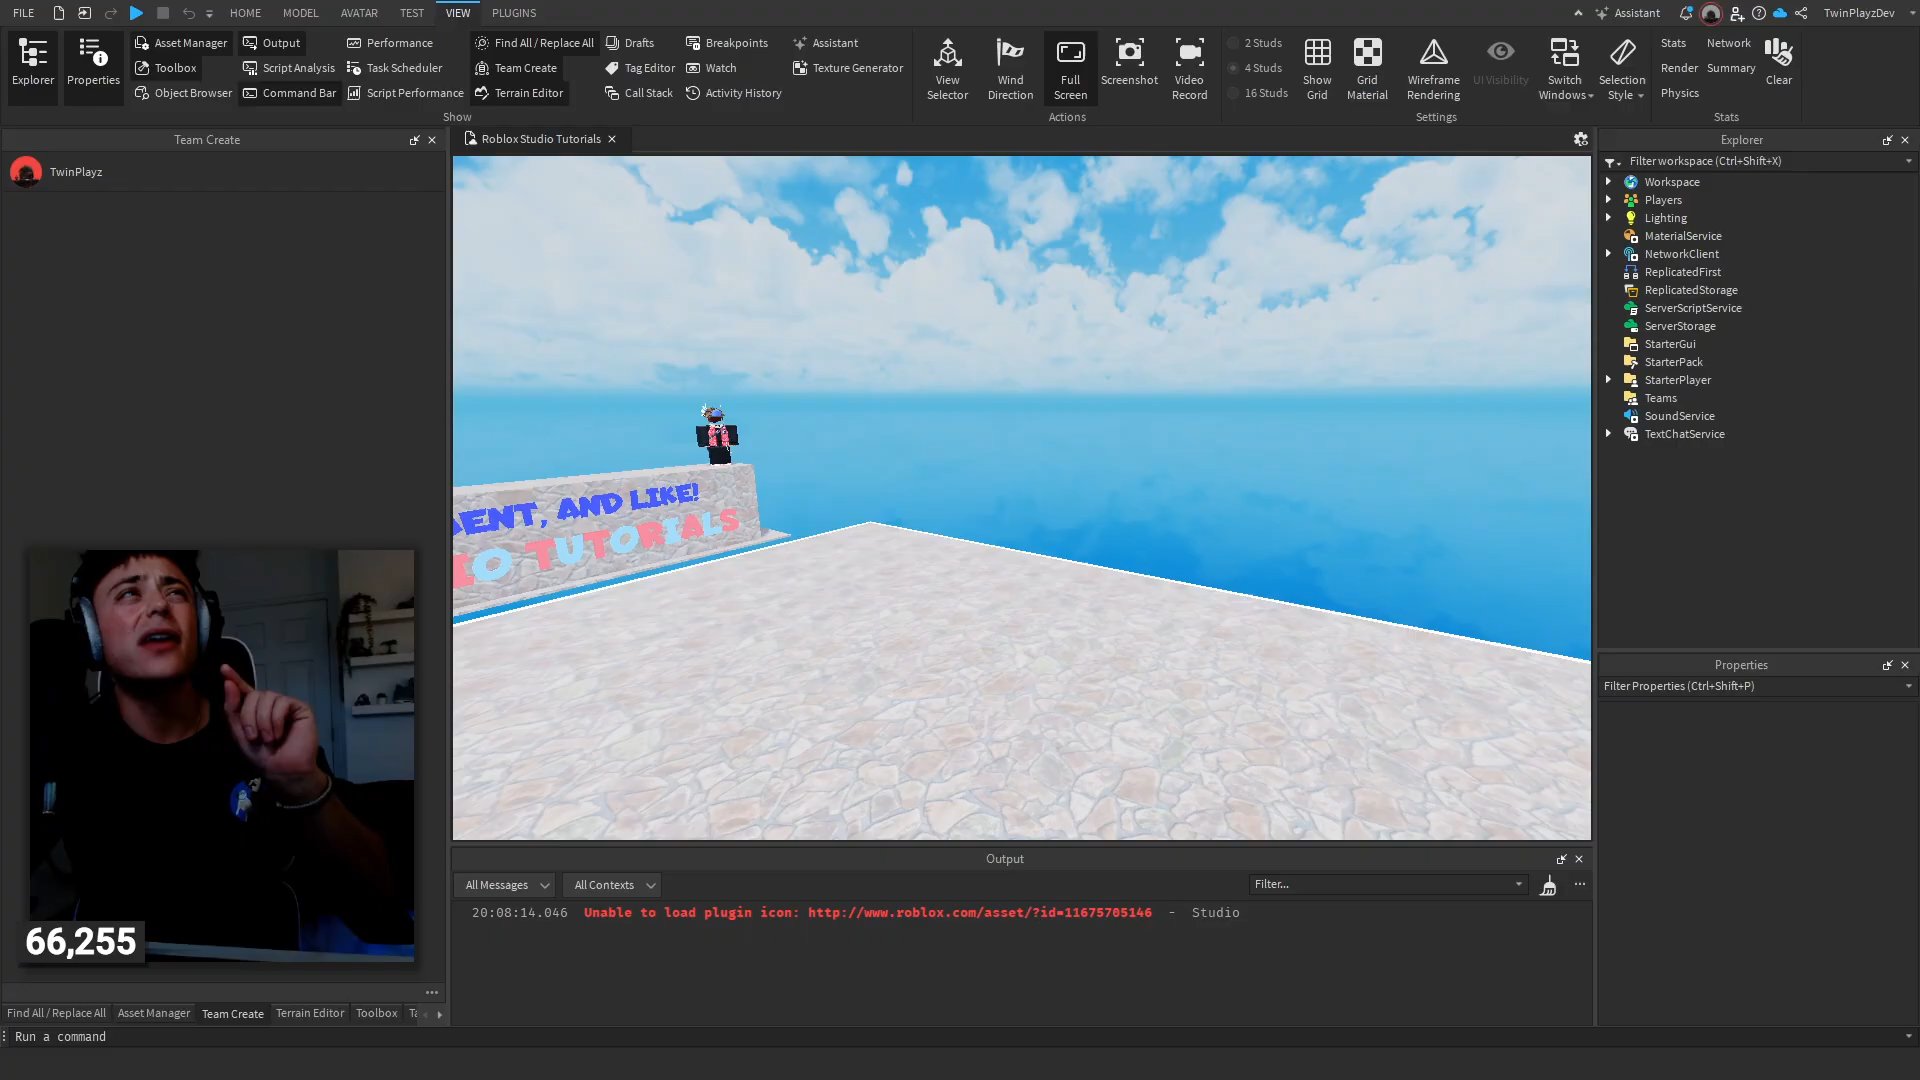 FILE HOME MODEL AVATAR TEST VIEW PLUGINS Assistant TwinPlayzDev
Explorer
Properties
Asset Manager
Toolbox
Object Browser
Output
Script Analysis
Command Bar
Performance
Task Scheduler
Script Performance
Find All / Replace All
Team Create
Terrain Editor
Drafts
Tag Editor
Call Stack
Breakpoints
Watch
Activity History
Assistant
Texture Generator
Show
View
Selector
Wind
Direction
Full
Screen
Screenshot
Video
Record
Actions
2 Studs
4 Studs
16 Studs
Show
Grid
Grid
Material
Wireframe
Rendering
UI Visibility
Switch
Windows
Selection
Style
Settings
Stats
Render
Physics
Network
Summary
Clear
Stats
Team Create
TwinPlayz
Roblox Studio Tutorials
ENT, AND LIKE!
IO TUTORIALS
66,255
Find All / Replace All Asset Manager Team Create Terrain Editor Toolbox
Run a command
Output
All Messages All Contexts Filter...
20:08:14.046 Unable to load plugin icon: http://www.roblox.com/asset/?id=11675705146 - Studio
Explorer
Filter workspace (Ctrl+Shift+X)
Workspace
Players
Lighting
MaterialService
NetworkClient
ReplicatedFirst
ReplicatedStorage
ServerScriptService
ServerStorage
StarterGui
StarterPack
StarterPlayer
Teams
SoundService
TextChatService
Properties
Filter Properties (Ctrl+Shift+P)